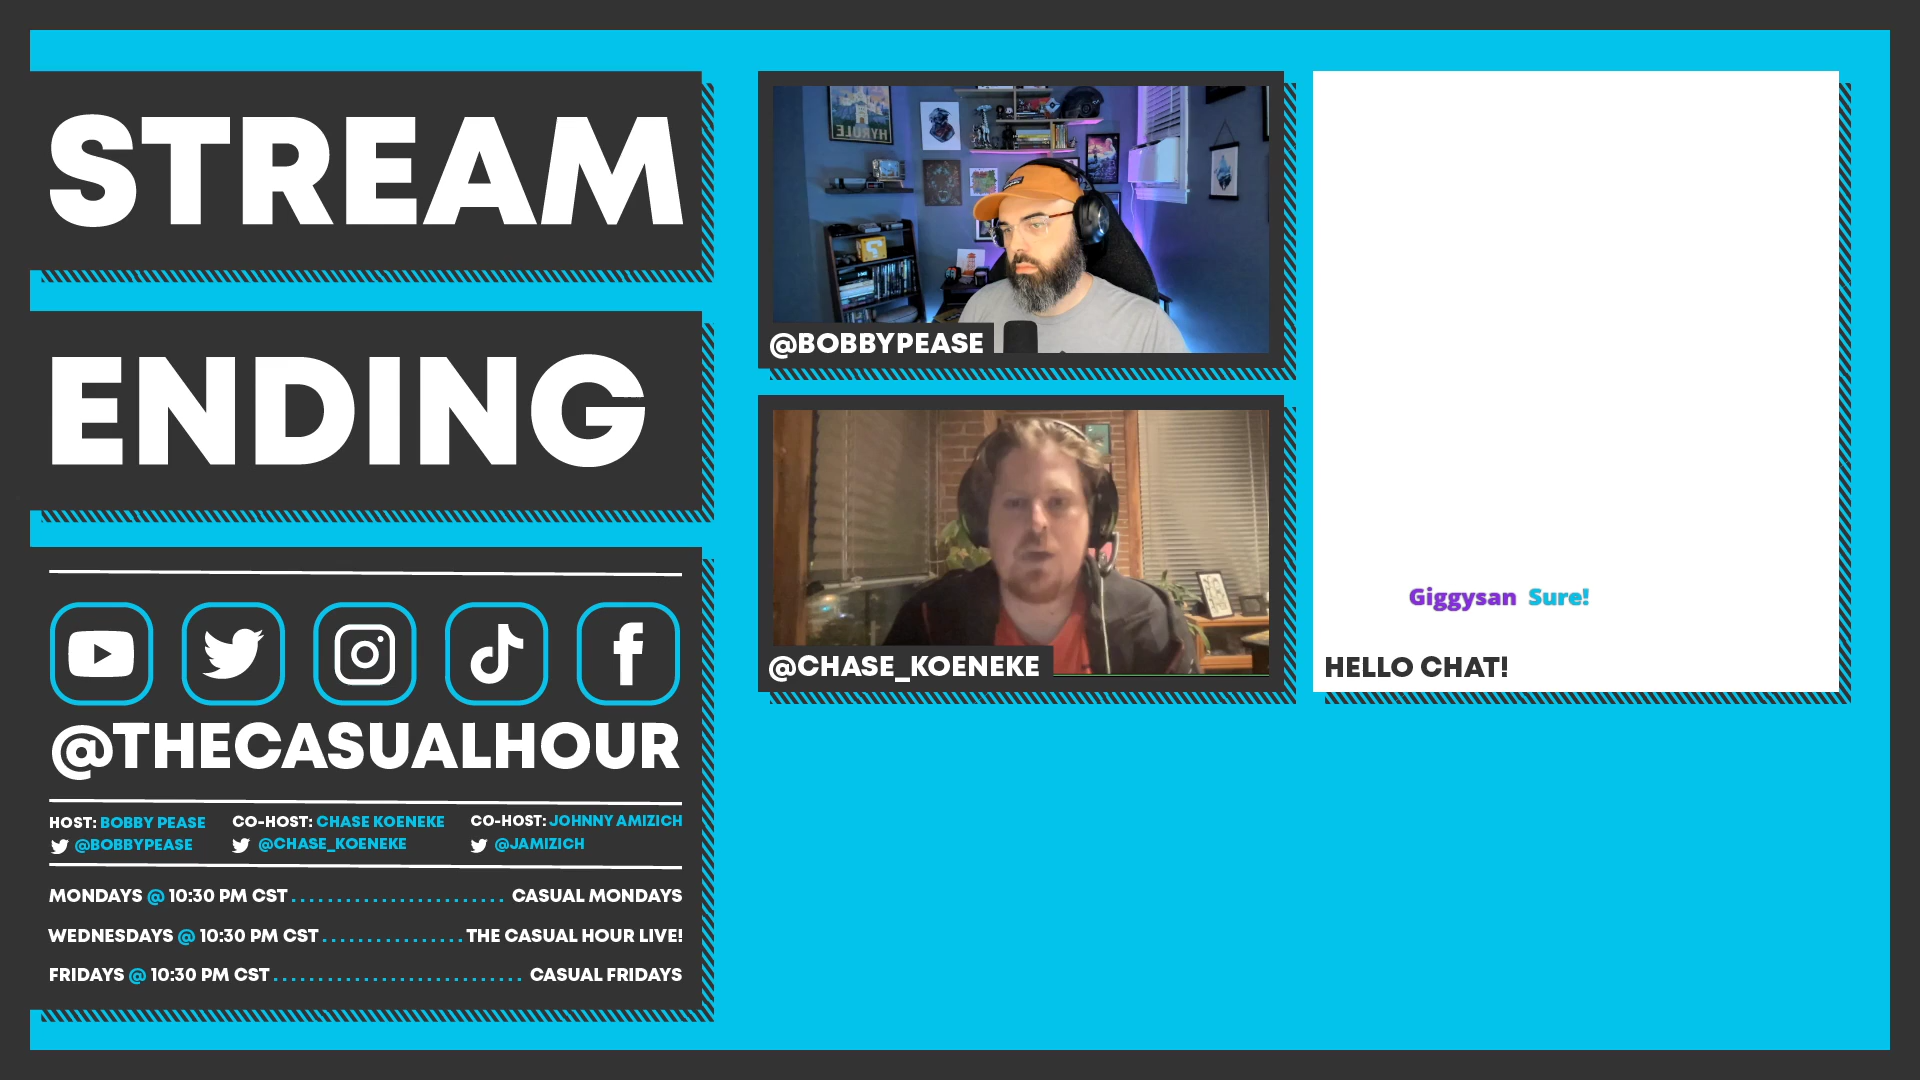 STREAM
ENDING
@THECASUALHOUR
HOST: BOBBY PEASE
@BOBBYPEASE
CO-HOST: CHASE KOENEKE
@CHASE_KOENEKE
CO-HOST: JOHNNY AMIZICH
@JAMIZICH
MONDAYS @ 10:30 PM CST ........................ CASUAL MONDAYS
WEDNESDAYS @ 10:30 PM CST ................ THE CASUAL HOUR LIVE!
FRIDAYS @ 10:30 PM CST ............................ CASUAL FRIDAYS
HYRULE
@BOBBYPEASE
@CHASE_KOENEKE
Giggysan Sure!
HELLO CHAT!